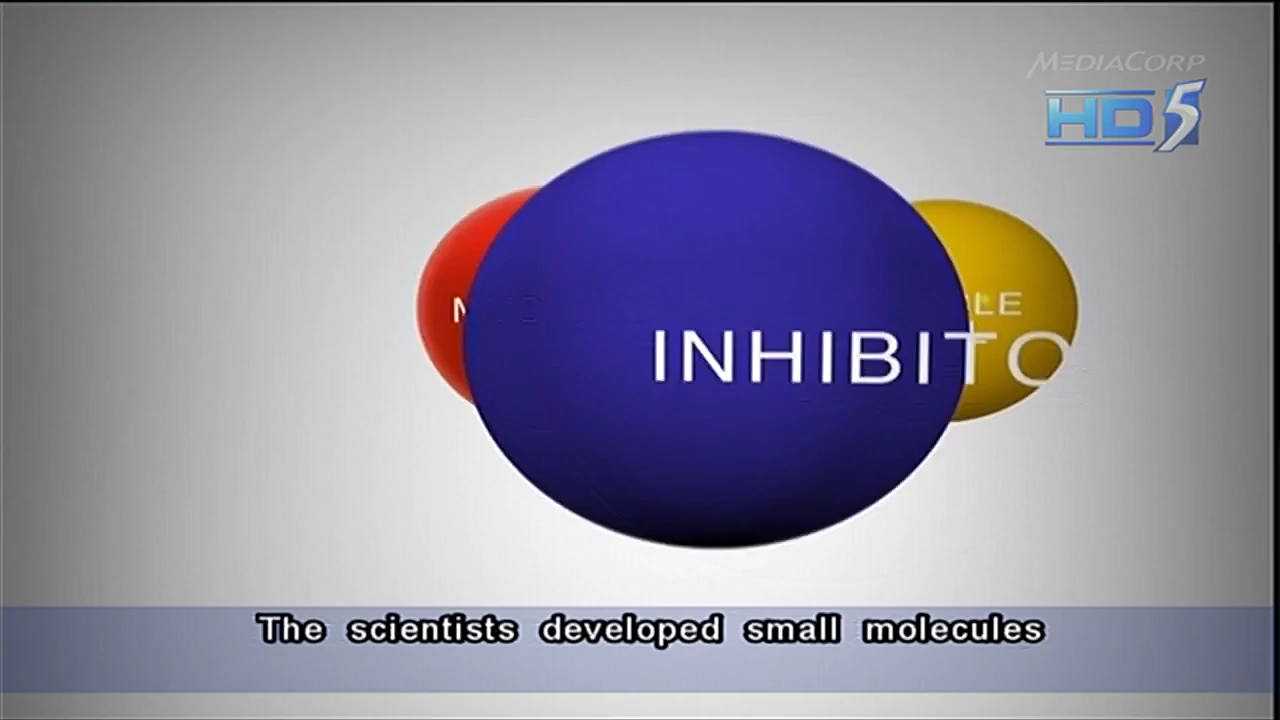 MEDIACORP
HD5
INHIBITO
The scientists developed small molecules